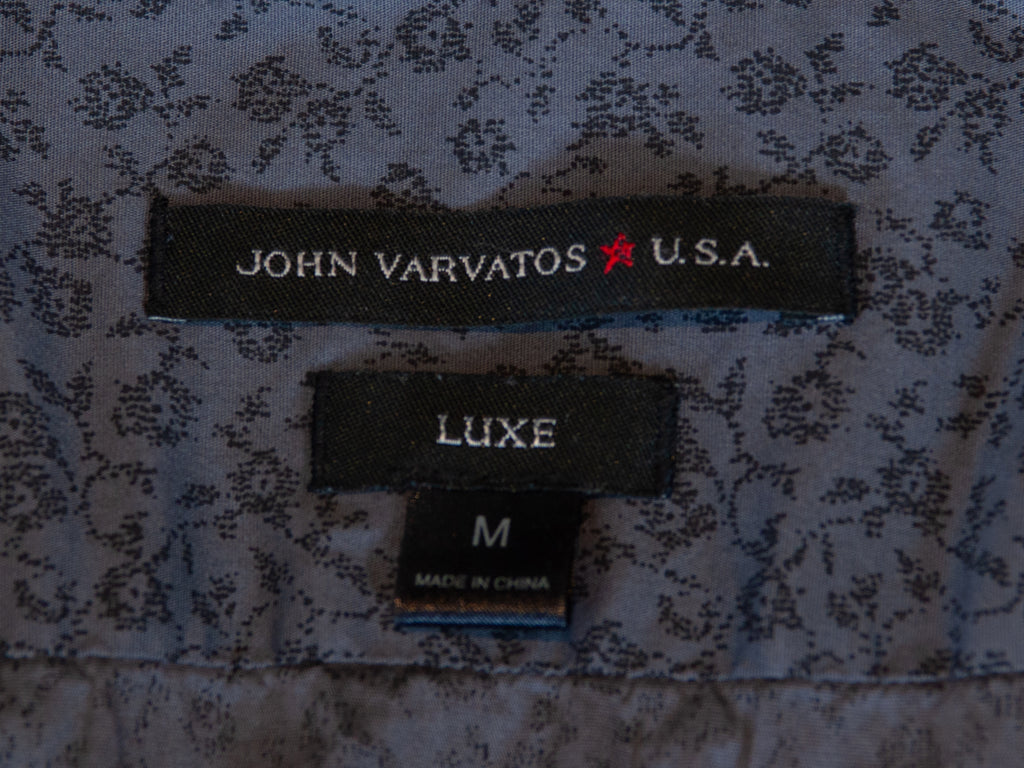 JOHN VARVATOS ★ U.S.A.
LUXE
M
MADE IN CHINA